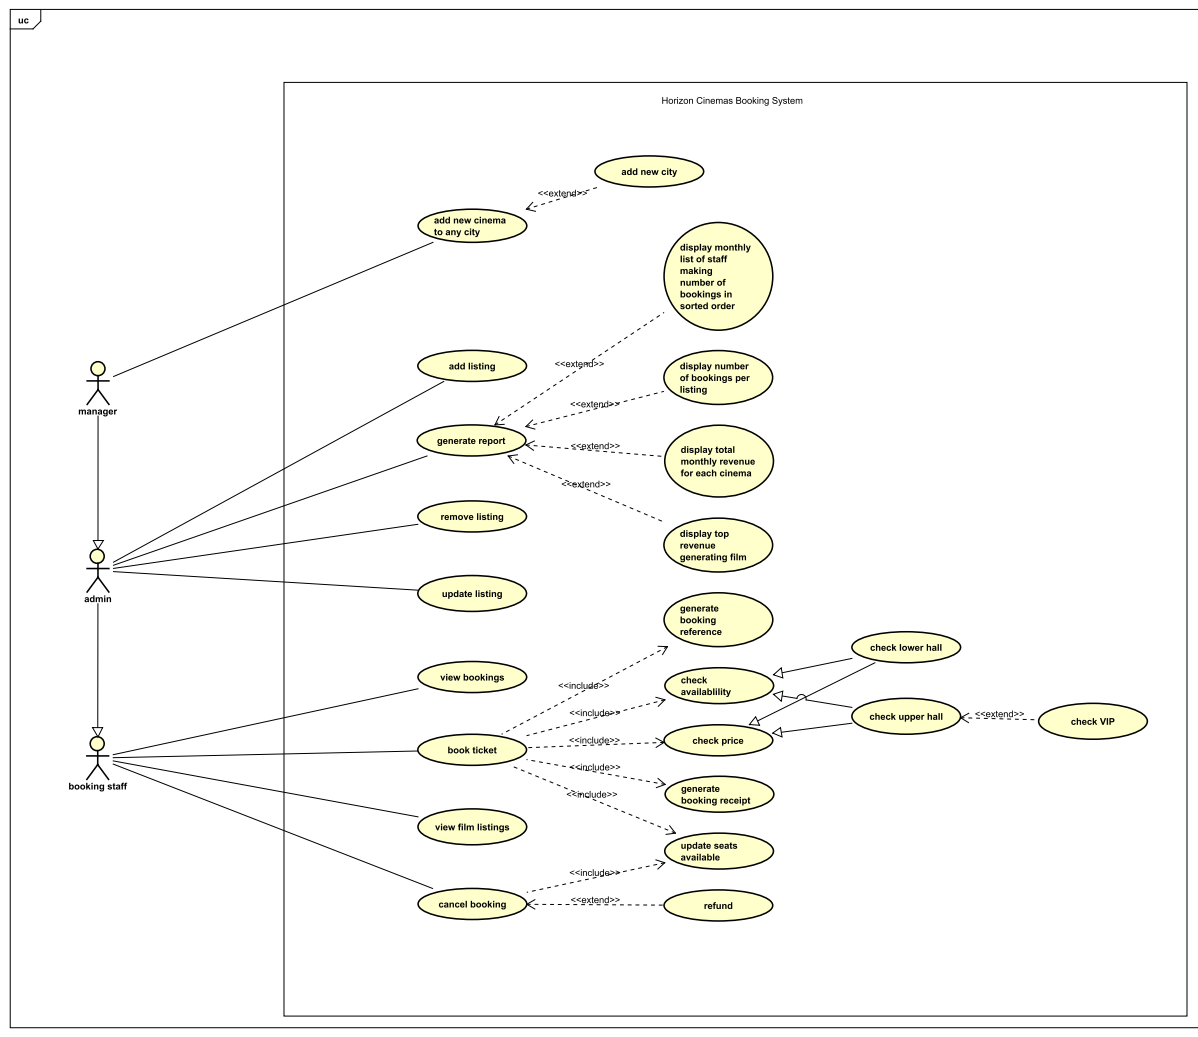 uc
Horizon Cinemas Booking System
add new city
<<extend>>
add new cinema
to any city
display monthly
list of staff
making
number of
bookings in
sorted order
<<extend>>
add listing
display number
of bookings per
listing
<<extend>>
manager
generate report
<<extend>>
display total
monthly revenue
for each cinema
<<extend>>
remove listing
display top
revenue
generating film
admin
update listing
generate
booking
reference
check lower hall
view bookings
<<include>>
check
availablility
<<include>>
check upper hall
<<extend>>
check VIP
book ticket
<<include>>
check price
<<include>>
booking staff
generate
booking receipt
<<include>>
view film listings
update seats
available
<<include>>
cancel booking
<<extend>>
refund